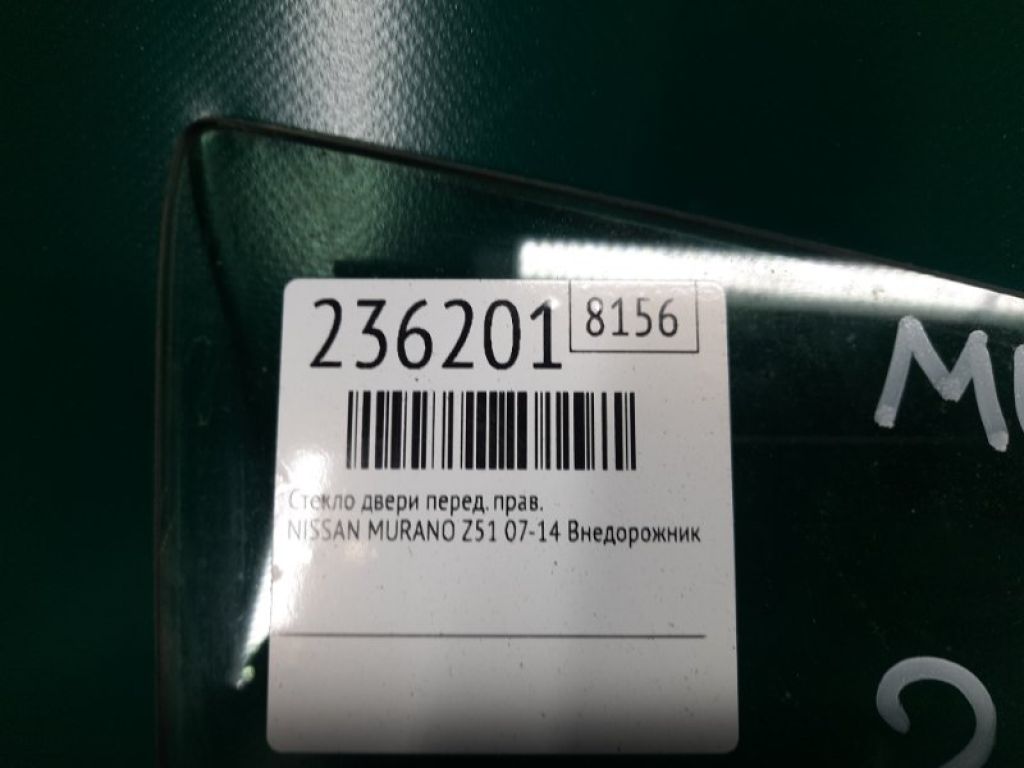 236201 8156
Стекло двери перед. прав.
NISSAN MURANO Z51 07-14 Внедорожник